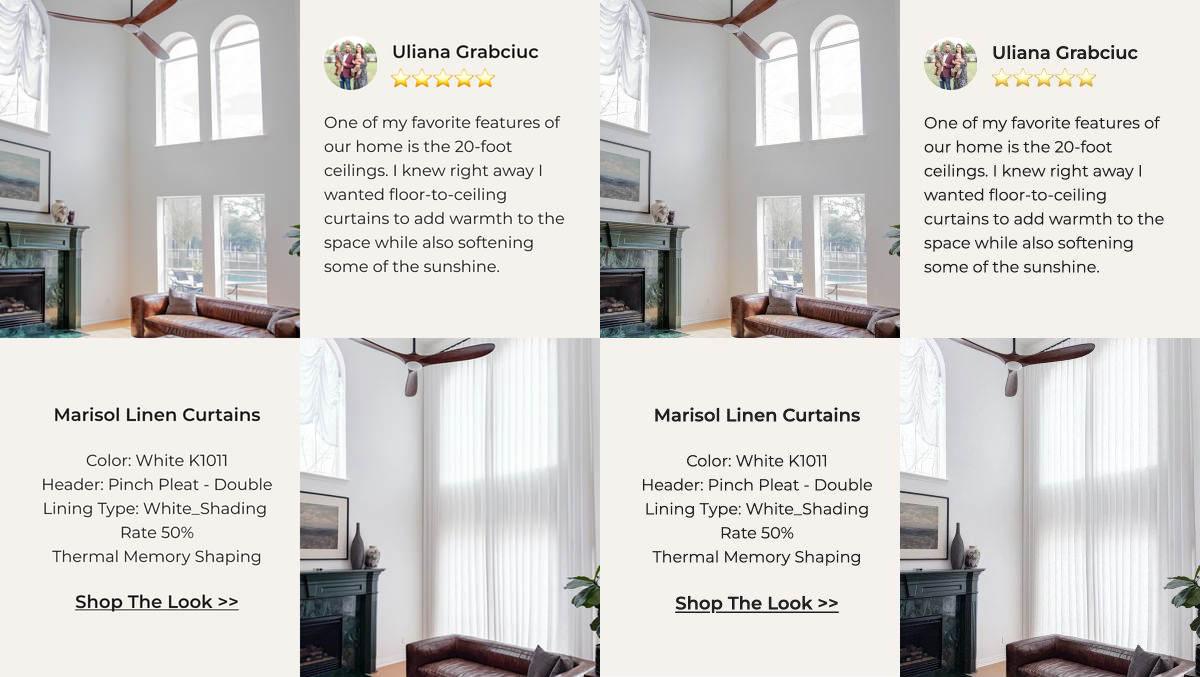 Uliana Grabciuc
One of my favorite features of
our home is the 20-foot
ceilings. I knew right away I
wanted floor-to-ceiling
curtains to add warmth to the
space while also softening
some of the sunshine.
Uliana Grabciuc
One of my favorite features of
our home is the 20-foot
ceilings. I knew right away I
wanted floor-to-ceiling
curtains to add warmth to the
space while also softening
some of the sunshine.
Marisol Linen Curtains
Color: White K1011
Header: Pinch Pleat - Double
Lining Type: White_Shading
Rate 50%
Thermal Memory Shaping
Shop The Look >>
Marisol Linen Curtains
Color: White K1011
Header: Pinch Pleat - Double
Lining Type: White_Shading
Rate 50%
Thermal Memory Shaping
Shop The Look >>